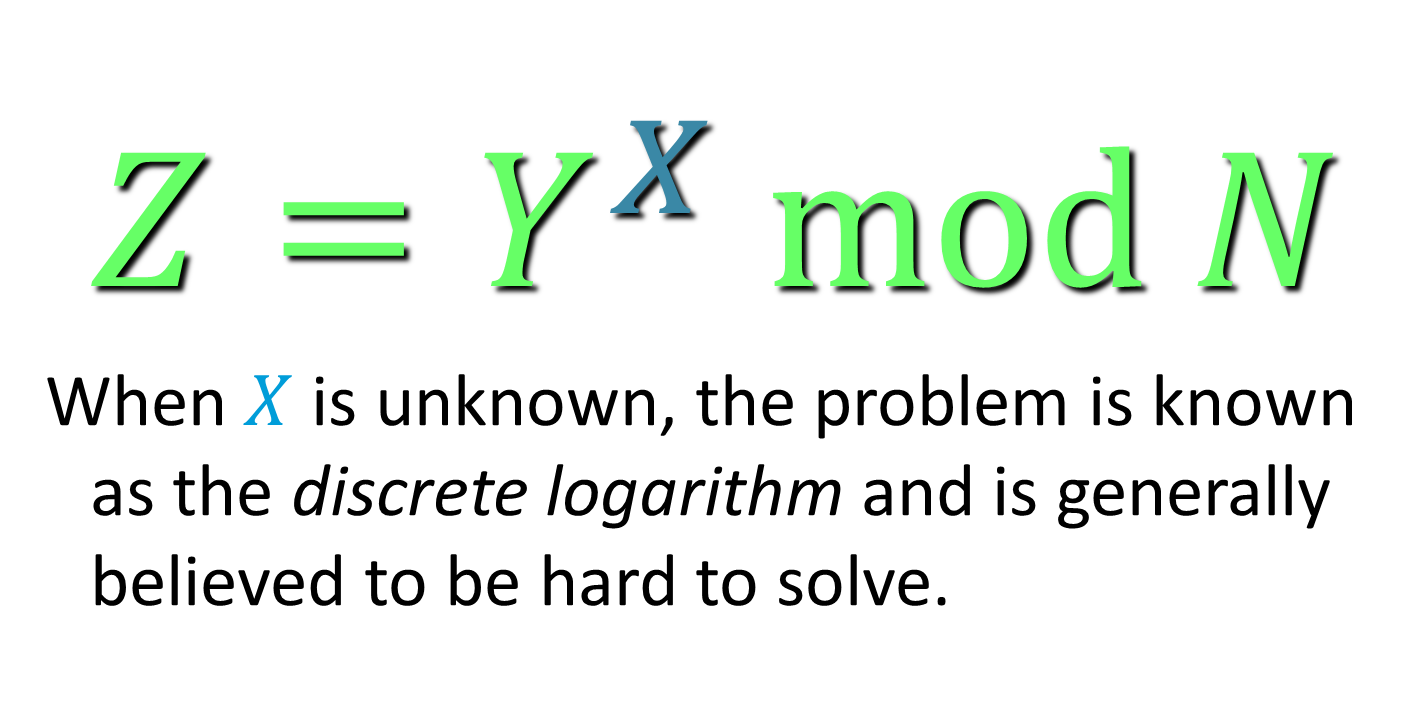 Z = Y^X mod N
When X is unknown, the problem is known
as the discrete logarithm and is generally
believed to be hard to solve.